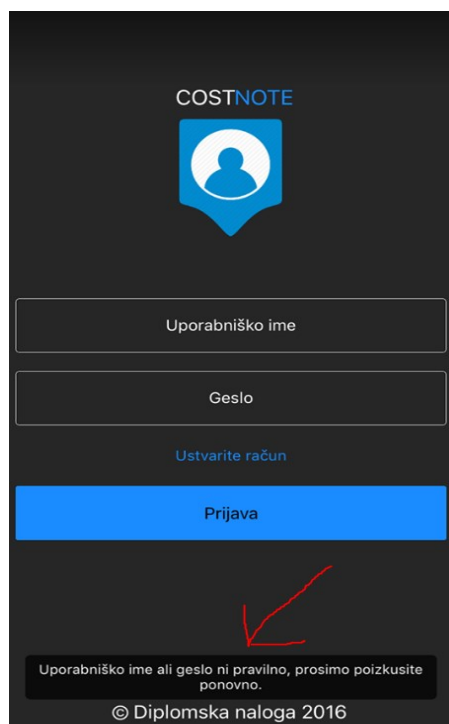 COSTNOTE
Uporabniško ime
Geslo
Ustvarite račun
Prijava
Uporabniško ime ali geslo ni pravilno, prosimo poizkusite
ponovno.
© Diplomska naloga 2016